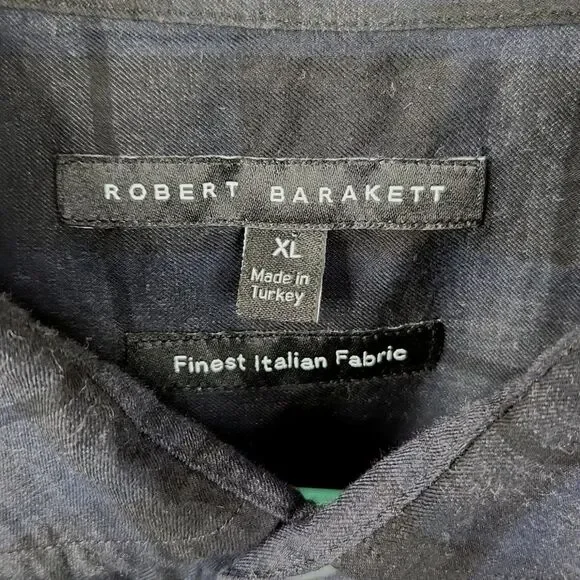 ROBERT BARAKETT
XL
Made in
Turkey
Finest Italian Fabric